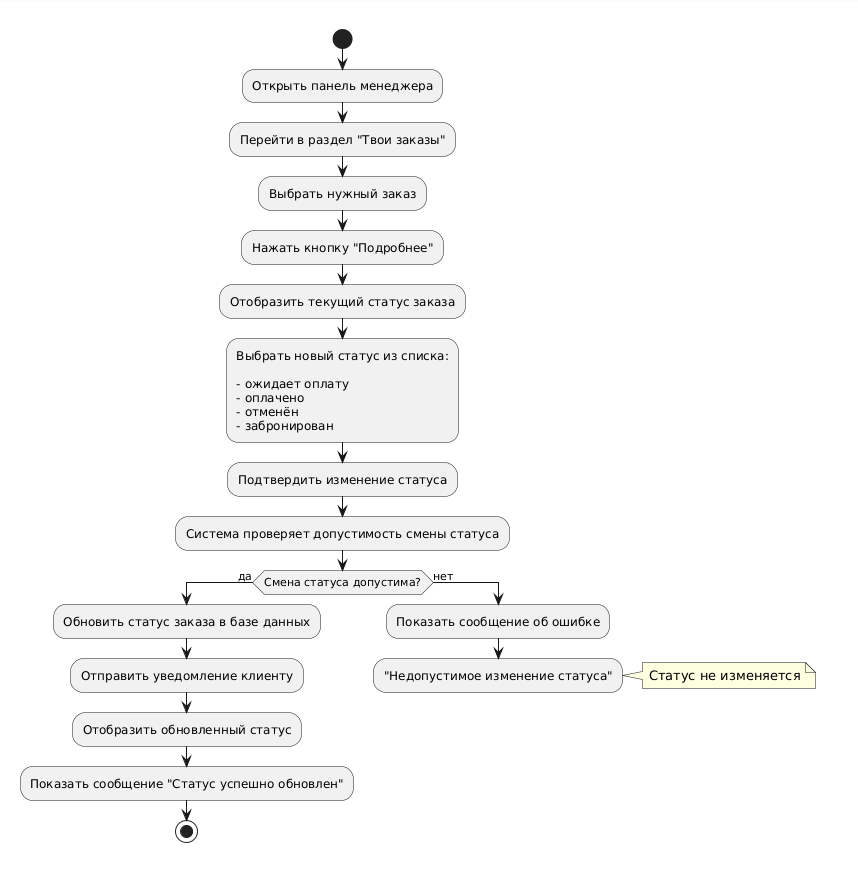 Открыть панель менеджера
Перейти в раздел "Твои заказы"
Выбрать нужный заказ
Нажать кнопку "Подробнее"
Отобразить текущий статус заказа
Выбрать новый статус из списка:
- ожидает оплату
- оплачено
- отменён
- забронирован
Подтвердить изменение статуса
Система проверяет допустимость смены статуса
да
Смена статуса допустима?
нет
Обновить статус заказа в базе данных
Отправить уведомление клиенту
Отобразить обновленный статус
Показать сообщение "Статус успешно обновлен"
Показать сообщение об ошибке
"Недопустимое изменение статуса"
Статус не изменяется